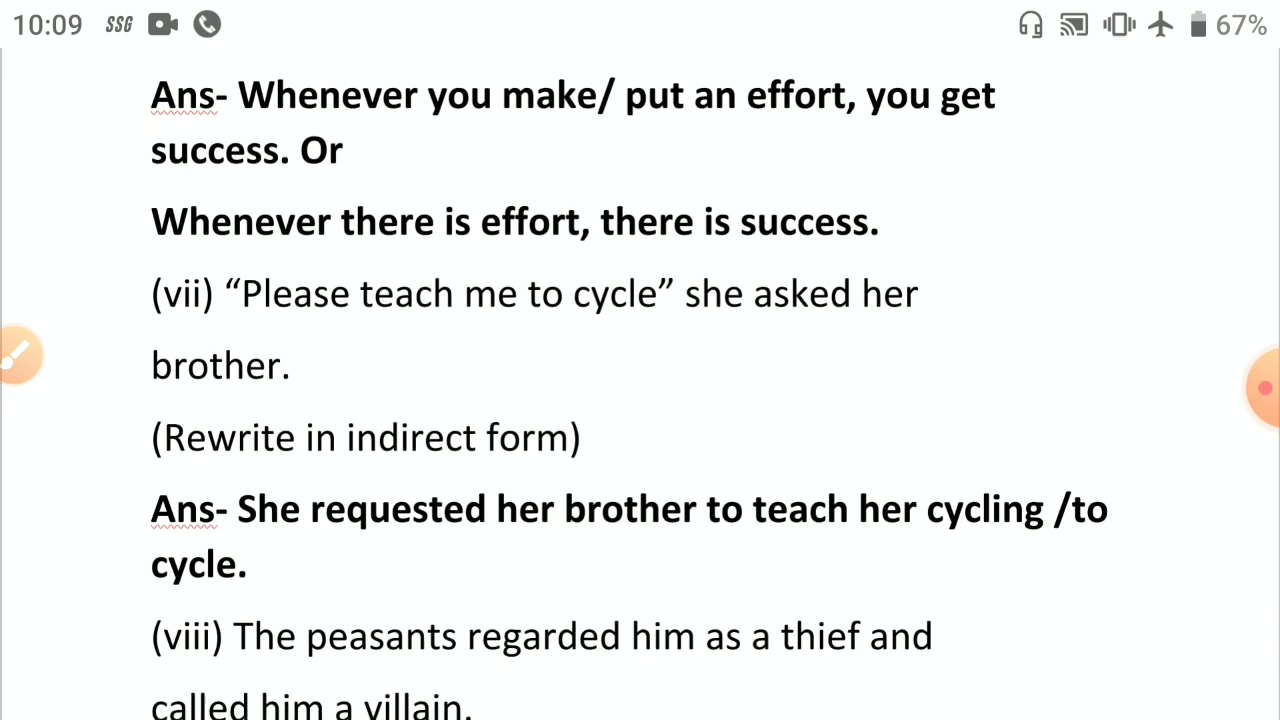 10:09 SSG 67%
Ans- Whenever you make/ put an effort, you get
success. Or
Whenever there is effort, there is success.
(vii) “Please teach me to cycle” she asked her
brother.
(Rewrite in indirect form)
Ans- She requested her brother to teach her cycling /to
cycle.
(viii) The peasants regarded him as a thief and
called him a villain.